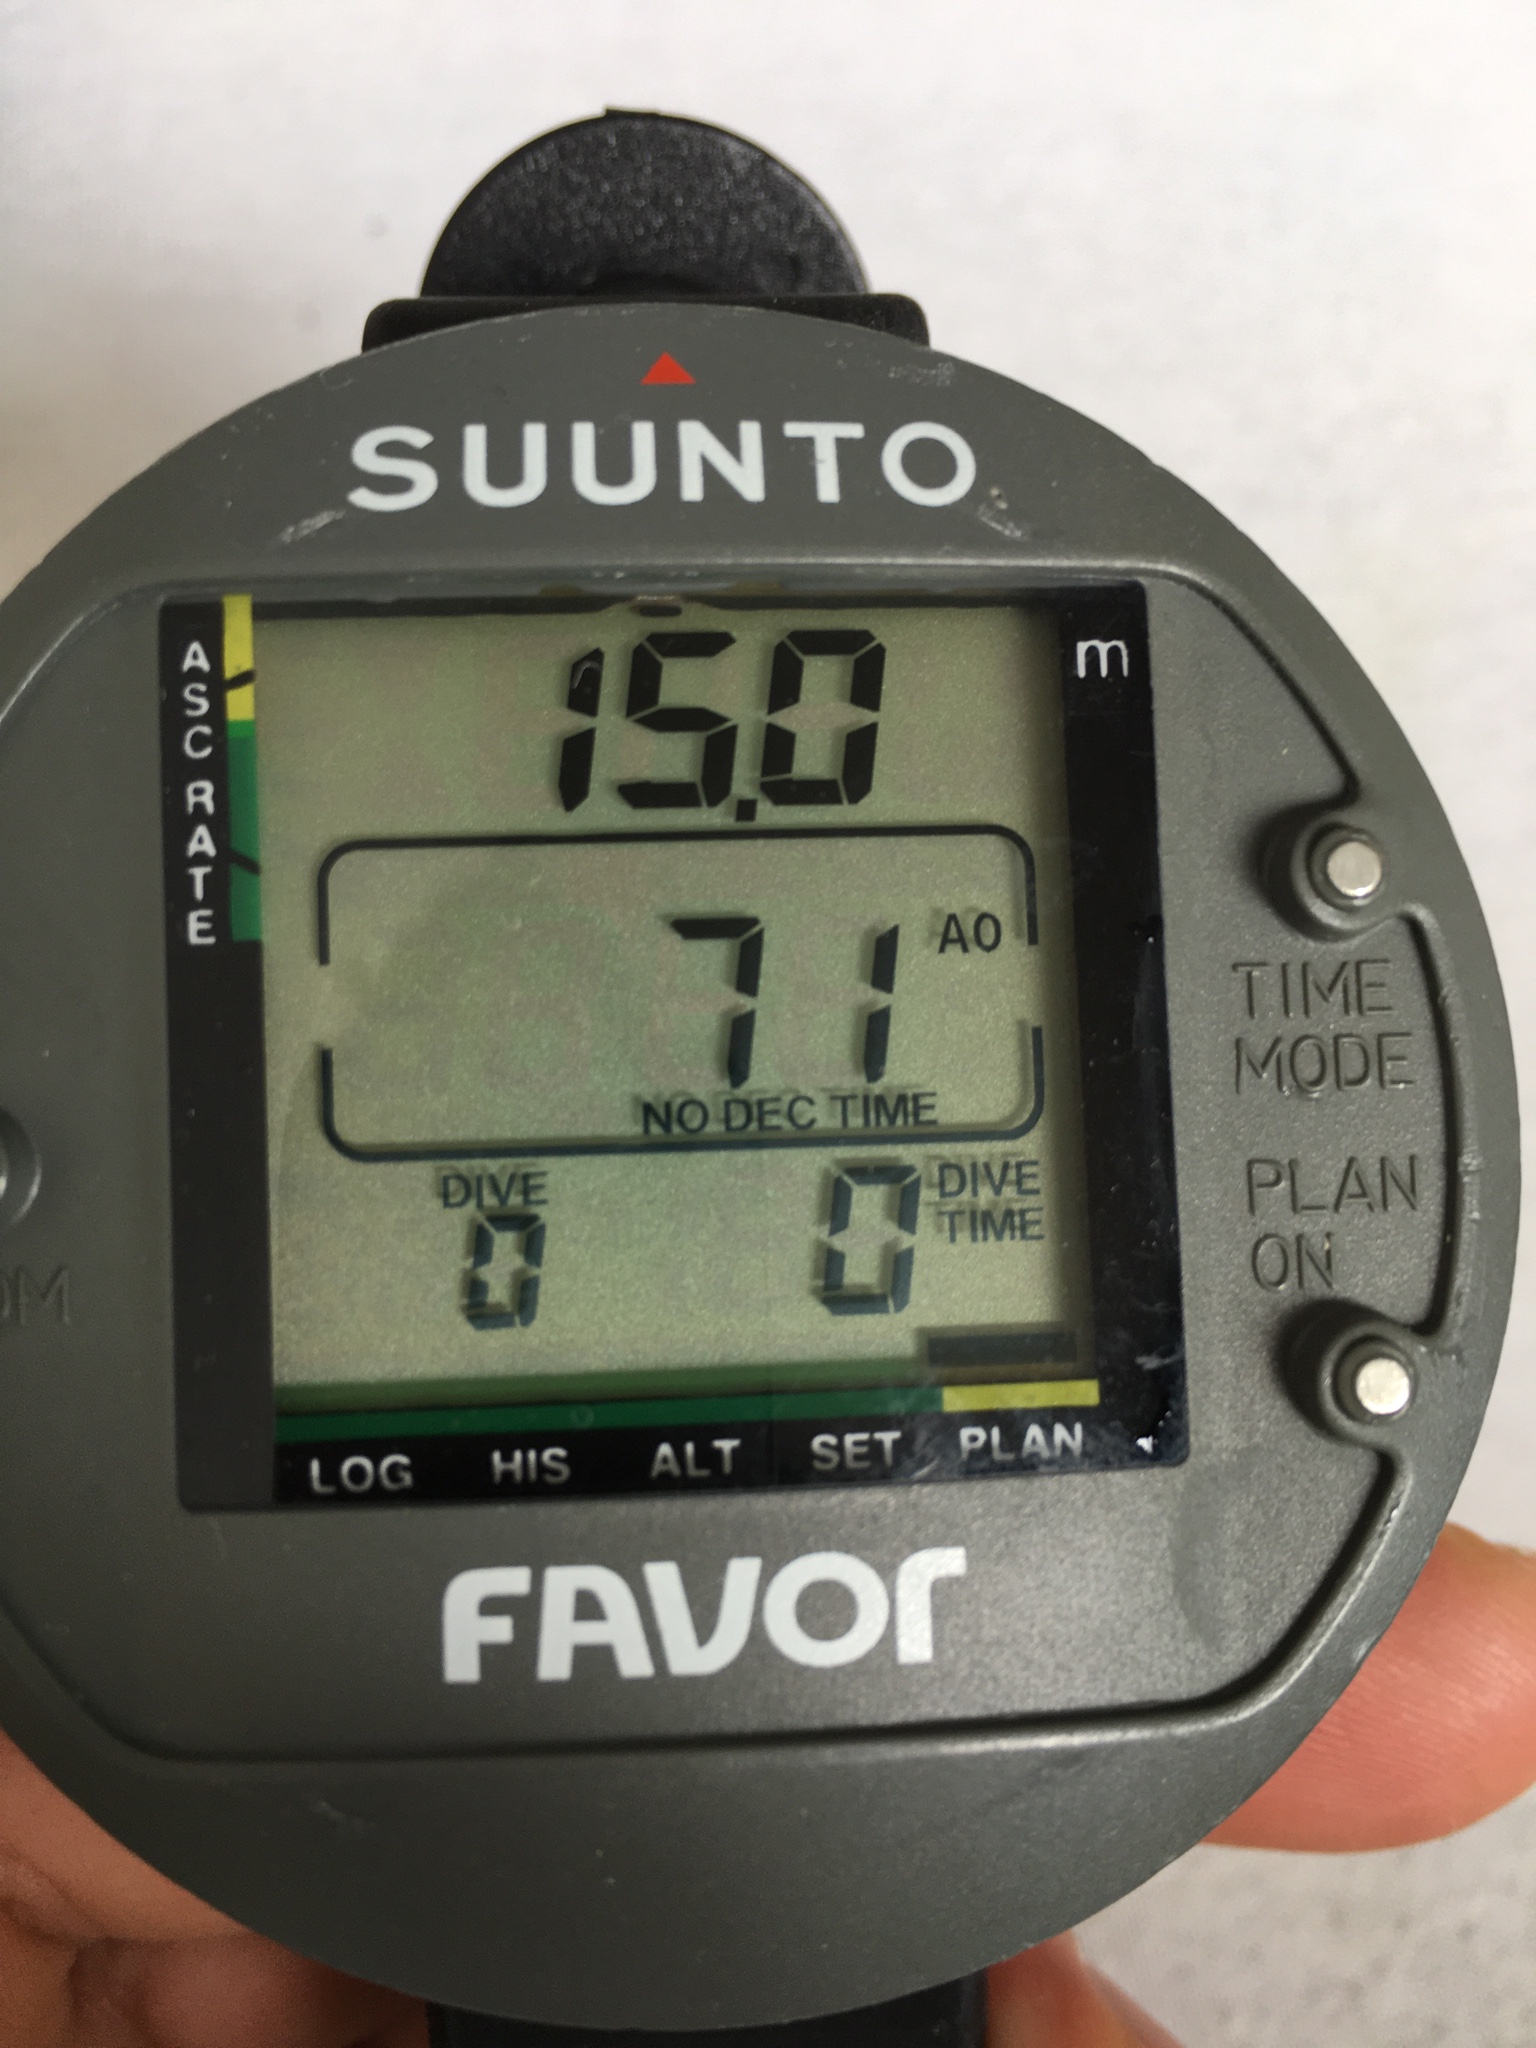 SUUNTO
ASC RATE
15.0 m
71 A0
NO DEC TIME
DIVE
0
0 DIVE TIME
LOG HIS ALT SET PLAN
TIME
MODE
PLAN
ON
FAVOR